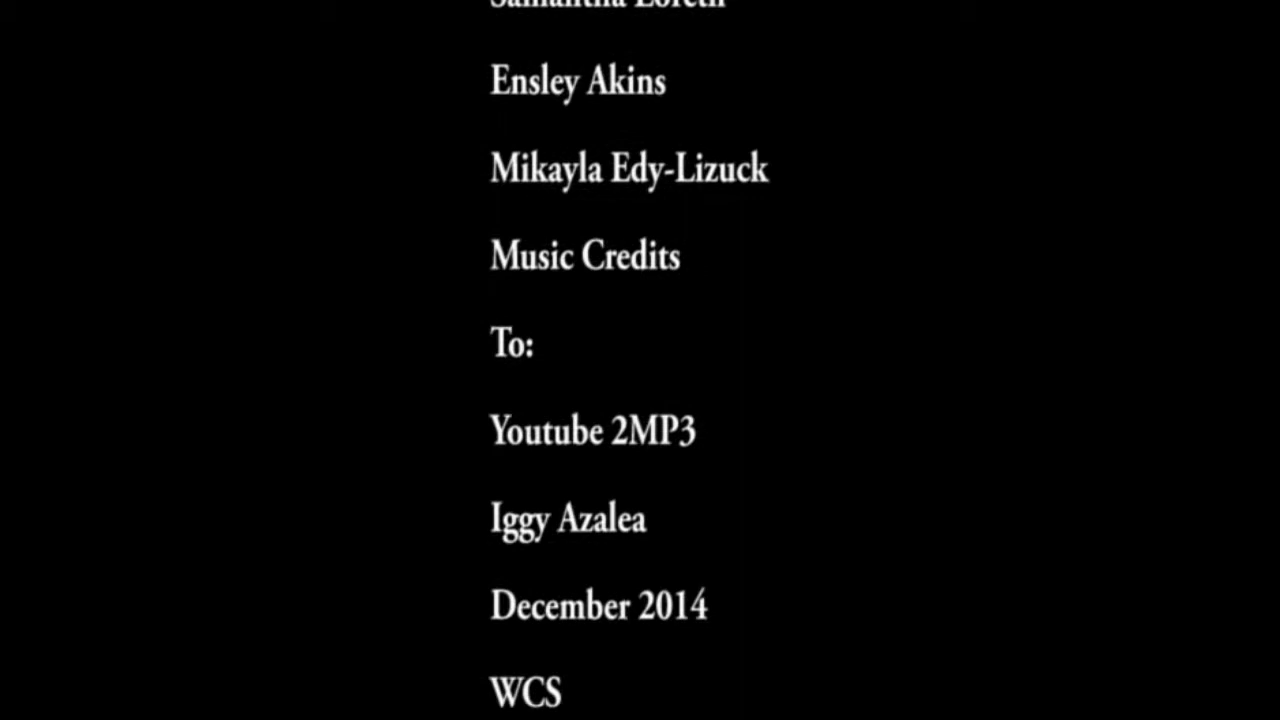 Ensley Akins
Mikayla Edy-Lizuck
Music Credits
To:
Youtube 2MP3
Iggy Azalea
December 2014
WCS